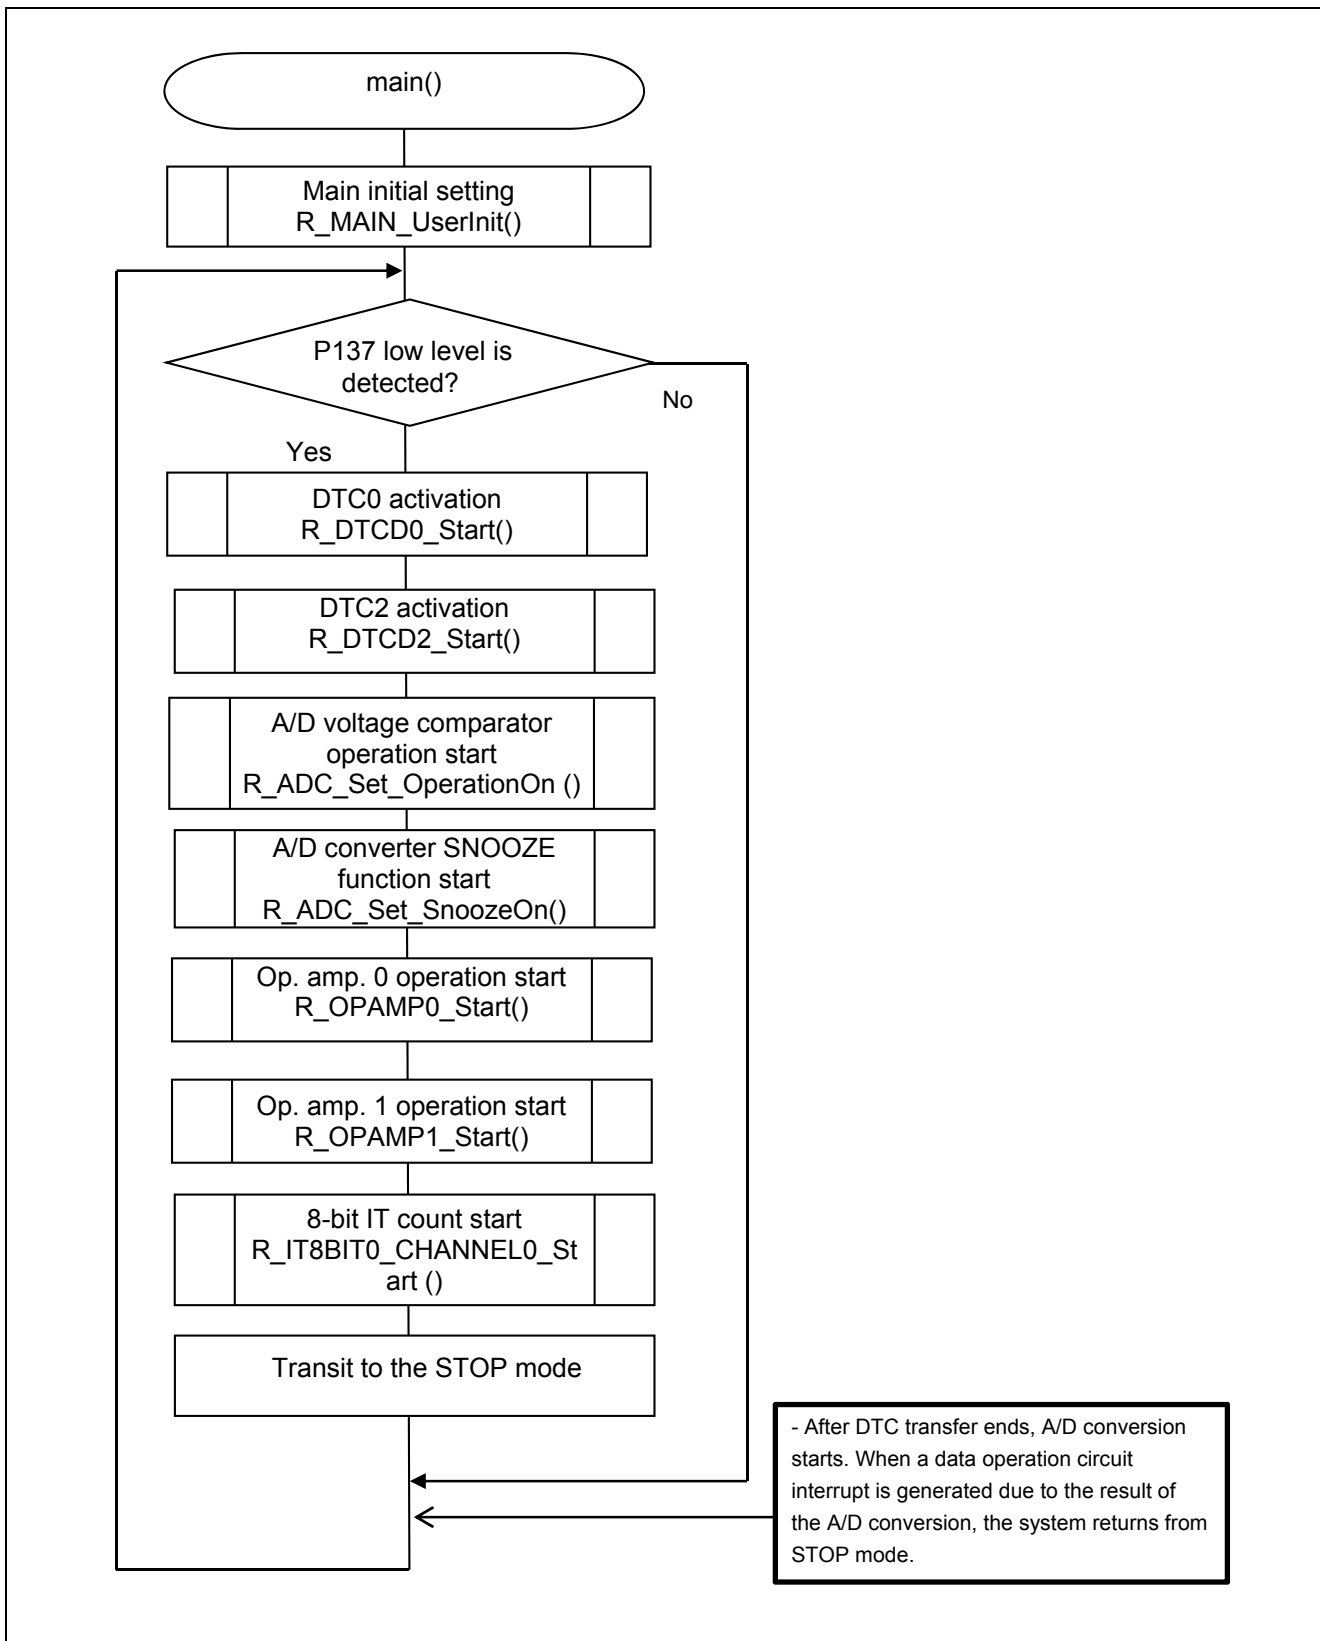 main()
Main initial setting
R_MAIN_UserInit()
P137 low level is
detected?
No
Yes
DTC0 activation
R_DTCD0_Start()
DTC2 activation
R_DTCD2_Start()
A/D voltage comparator
operation start
R_ADC_Set_OperationOn ()
A/D converter SNOOZE
function start
R_ADC_Set_SnoozeOn()
Op. amp. 0 operation start
R_OPAMP0_Start()
Op. amp. 1 operation start
R_OPAMP1_Start()
8-bit IT count start
R_IT8BIT0_CHANNEL0_St
art ()
Transit to the STOP mode
- After DTC transfer ends, A/D conversion
starts. When a data operation circuit
interrupt is generated due to the result of
the A/D conversion, the system returns from
STOP mode.